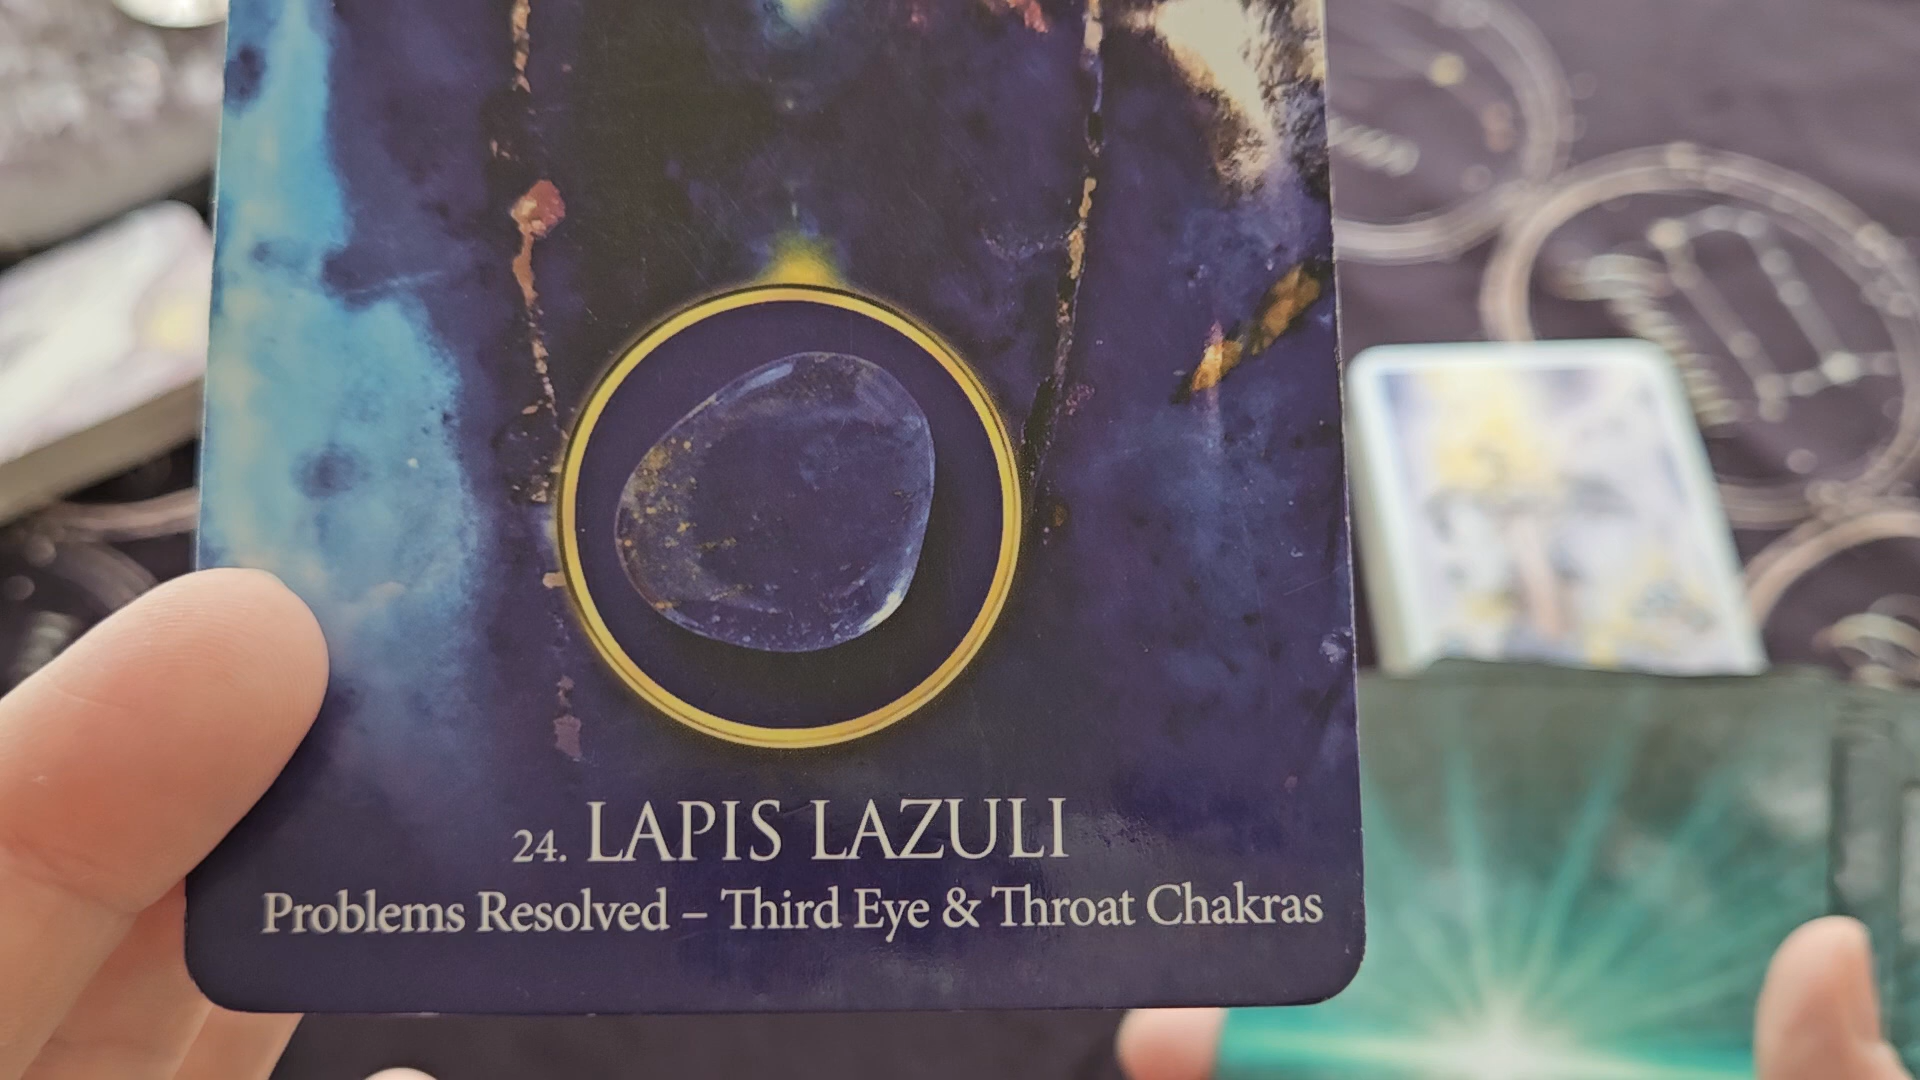 24. LAPIS LAZULI
Problems Resolved – Third Eye & Throat Chakras